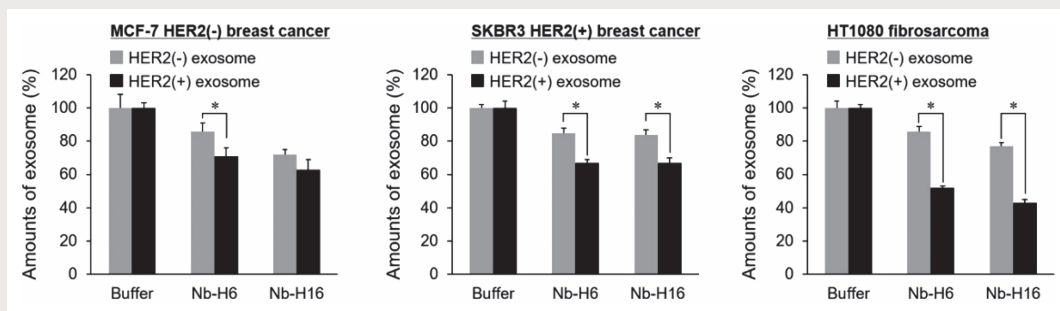 MCF-7 HER2(-) breast cancer
HER2(-) exosome
HER2(+) exosome
Amounts of exosome (%)
120
100
80
60
40
20
0
*
Buffer
Nb-H6
Nb-H16
SKBR3 HER2(+) breast cancer
HER2(-) exosome
HER2(+) exosome
Amounts of exosome (%)
120
100
80
60
40
20
0
*
*
Buffer
Nb-H6
Nb-H16
HT1080 fibrosarcoma
HER2(-) exosome
HER2(+) exosome
Amounts of exosome (%)
120
100
80
60
40
20
0
*
*
Buffer
Nb-H6
Nb-H16